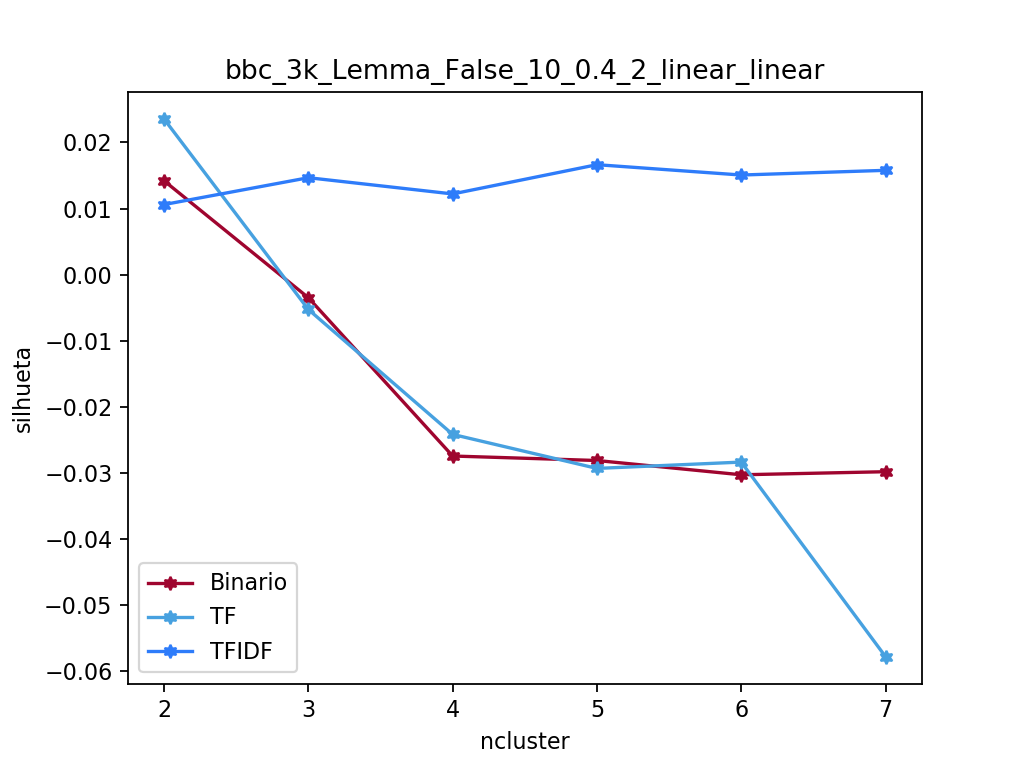 bbc_3k_Lemma_False_10_0.4_2_linear_linear
silhueta
0.02
0.01
0.00
−0.01
−0.02
−0.03
−0.04
−0.05
−0.06
Binario
TF
TFIDF
2 3 4 5 6 7
ncluster